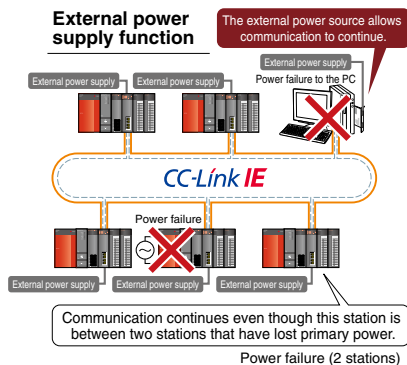 External power
supply function
The external power source allows
communication to continue.
External power supply
External power supply
External power supply
Power failure to the PC
CC-Link IE
Power failure
External power supply
External power supply
External power supply
Communication continues even though this station is
between two stations that have lost primary power.
Power failure (2 stations)